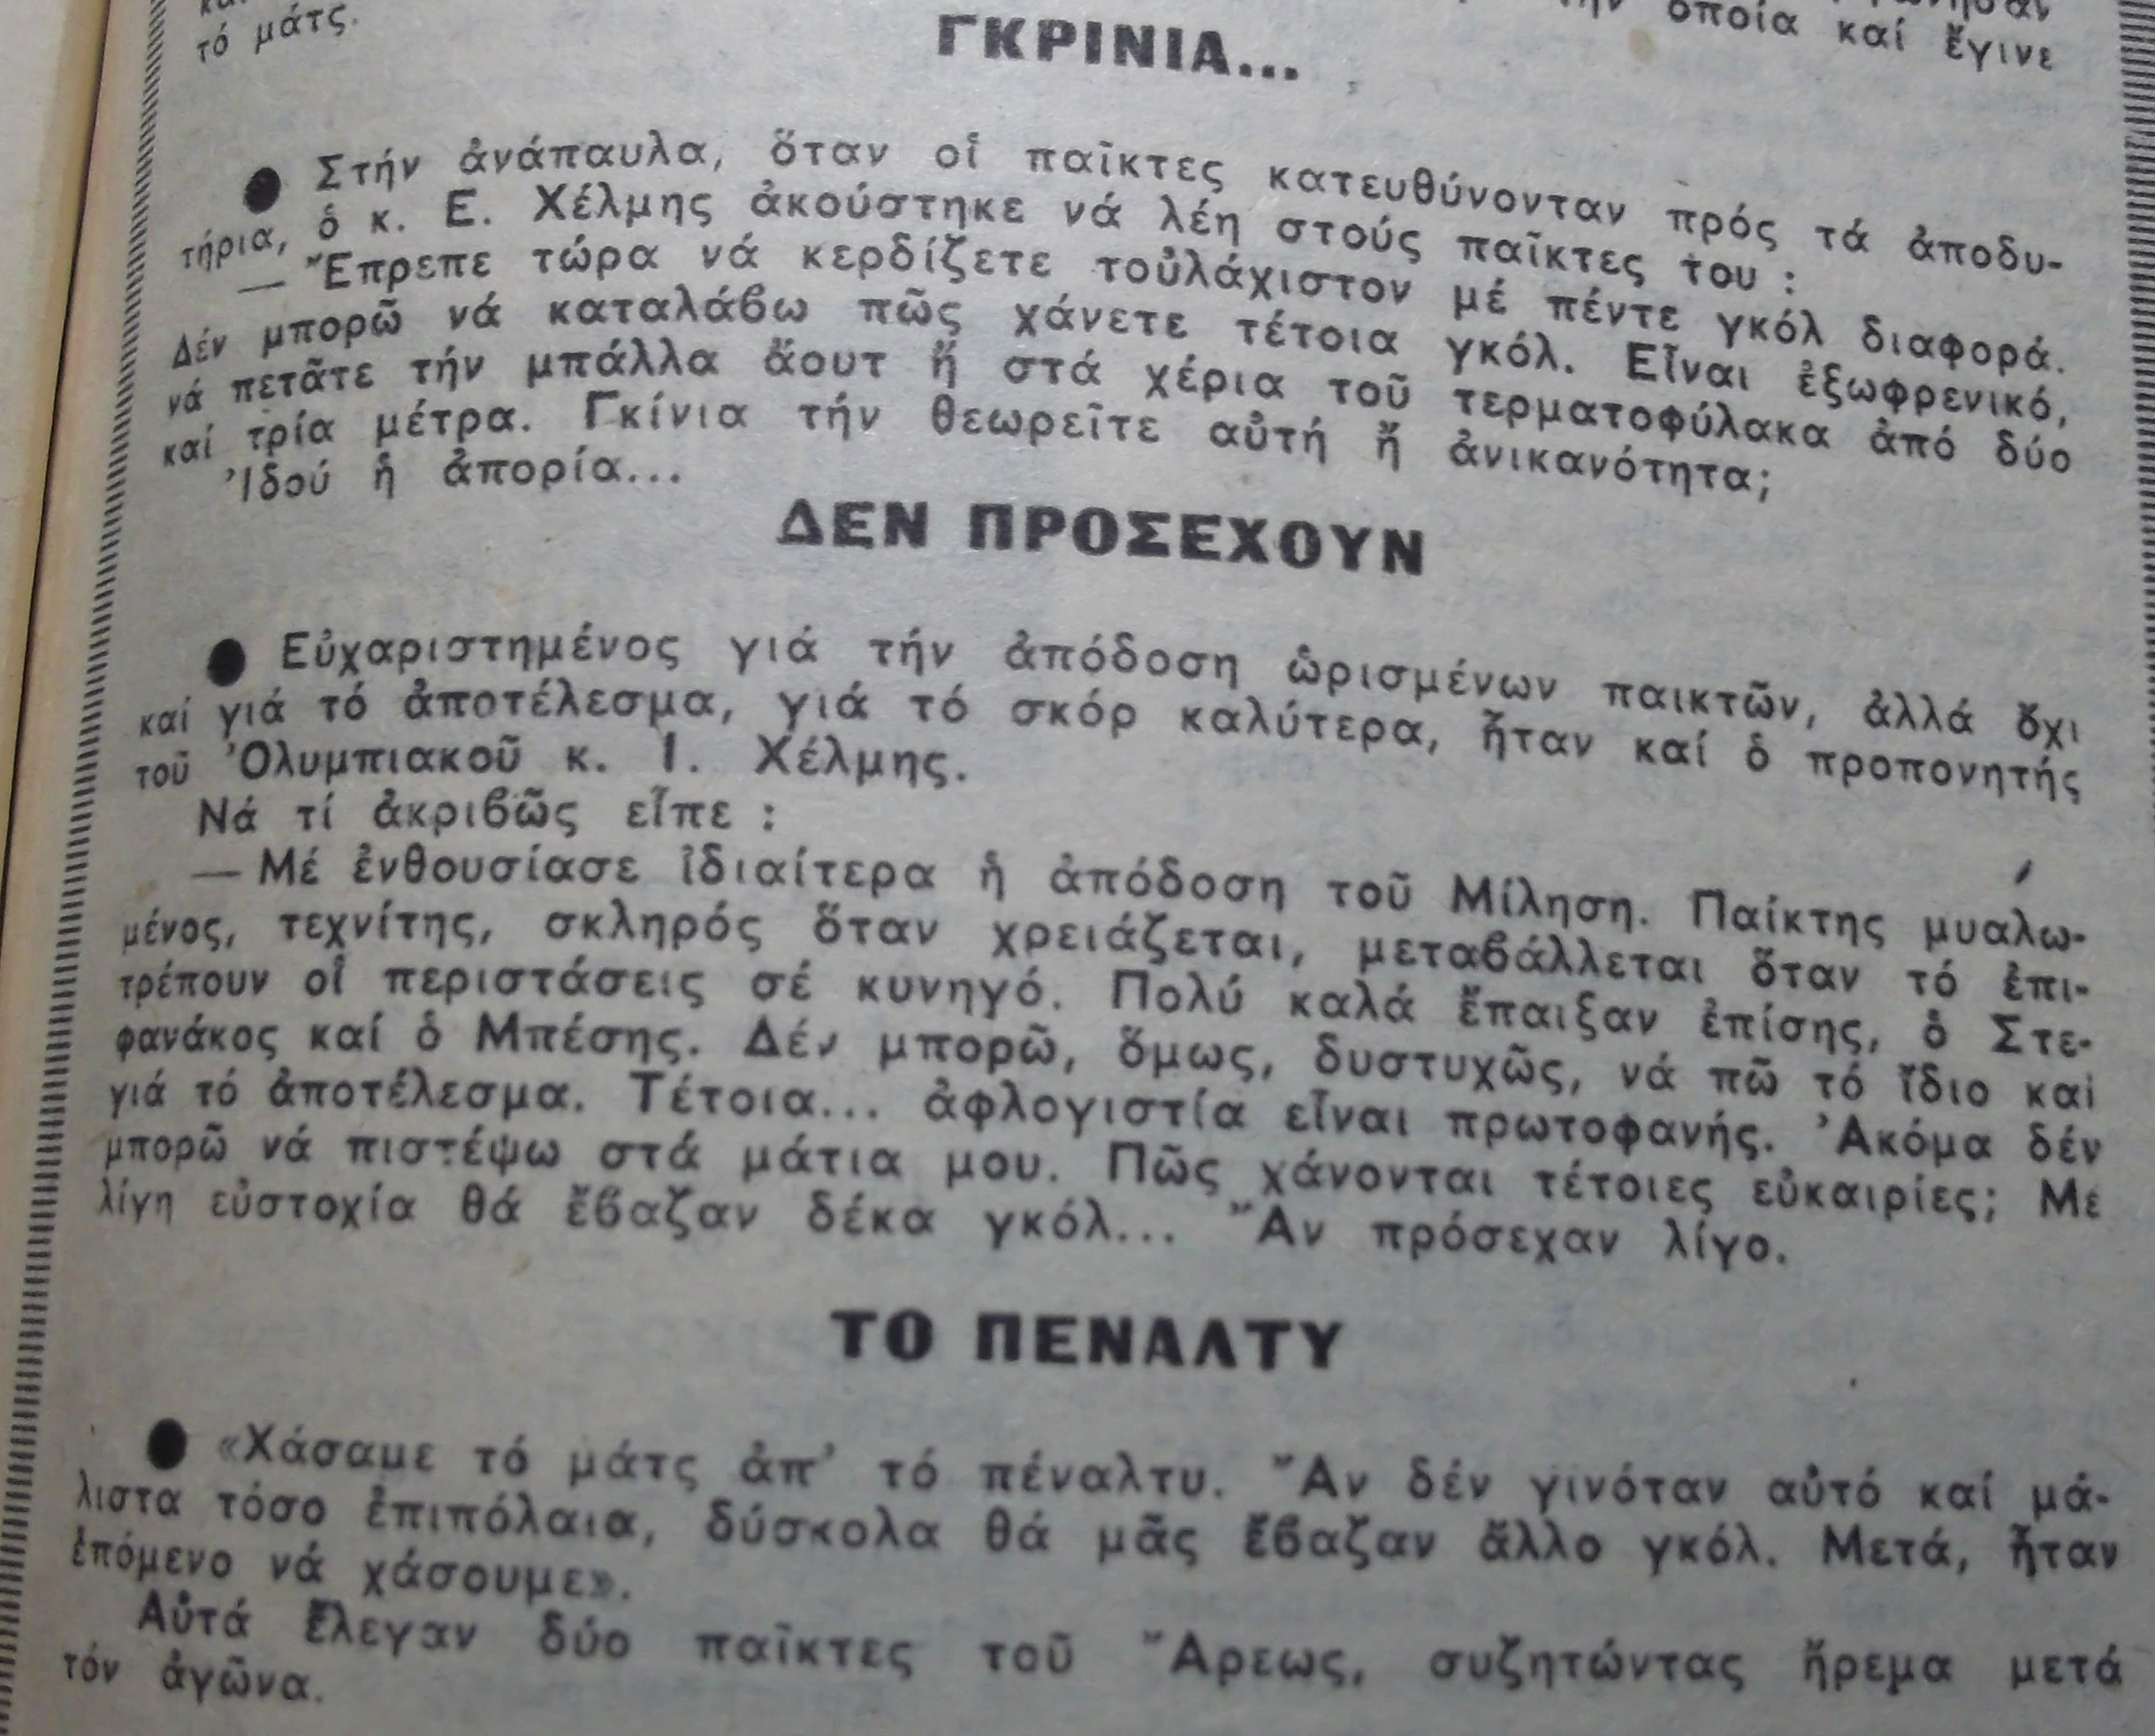 τό μάτς.
ὁποία καί ἔγινε
ΓΚΡΙΝΙΑ...
● Στήν ἀνάπαυλα, ὅταν οἱ παῖκτες κατευθύνονταν πρός τά ἀποδυ-
τήρια, ὁ κ. Ε. Χέλμης ἀκούστηκε νά λέη στούς παῖκτες του :
— Ἔπρεπε τώρα νά κερδίζετε τοὐλάχιστον μέ πέντε γκόλ διαφορά.
Δέν μπορῶ νά καταλάβω πῶς χάνετε τέτοια γκόλ. Εἶναι ἐξωφρενικό,
νά πετᾶτε τήν μπάλλα ἄουτ ἤ στά χέρια τοῦ τερματοφύλακα ἀπό δύο
καί τρία μέτρα. Γκίνια τήν θεωρεῖτε αὐτή ἤ ἀνικανότητα;
Ἰδού ἡ ἀπορία...
ΔΕΝ ΠΡΟΣΕΧΟΥΝ
● Εὐχαριστημένος γιά τήν ἀπόδοση ὡρισμένων παικτῶν, ἀλλά ὄχι
καί γιά τό ἀποτέλεσμα, γιά τό σκόρ καλύτερα, ἦταν καί ὁ προπονητής
τοῦ Ὀλυμπιακοῦ κ. Ι. Χέλμης.
Νά τί ἀκριβῶς εἶπε :
— Μέ ἐνθουσίασε ἰδιαίτερα ἡ ἀπόδοση τοῦ Μίληση. Παίκτης μυαλω-
μένος, τεχνίτης, σκληρός ὅταν χρειάζεται, μεταβάλλεται ὅταν τό ἐπι-
τρέπουν οἱ περιστάσεις σέ κυνηγό. Πολύ καλά ἔπαιξαν ἐπίσης, ὁ Στε-
φανάκος καί ὁ Μπέσης. Δέν μπορῶ, ὅμως, δυστυχῶς, νά πῶ τό ἴδιο καί
γιά τό ἀποτέλεσμα. Τέτοια... ἀφλογιστία εἶναι πρωτοφανής. Ἀκόμα δέν
μπορῶ νά πιστέψω στά μάτια μου. Πῶς χάνονται τέτοιες εὐκαιρίες; Μέ
λίγη εὐστοχία θά ἔβαζαν δέκα γκόλ... Ἄν πρόσεχαν λίγο.
ΤΟ ΠΕΝΑΛΤΥ
● «Χάσαμε τό μάτς ἀπ' τό πέναλτυ. Ἄν δέν γινόταν αὐτό καί μά-
λιστα τόσο ἐπιπόλαια, δύσκολα θά μᾶς ἔβαζαν ἄλλο γκόλ. Μετά, ἦταν
ἑπόμενο νά χάσουμε».
Αὐτά ἔλεγαν δύο παῖκτες τοῦ Ἄρεως, συζητώντας ἤρεμα μετά
τόν ἀγῶνα.